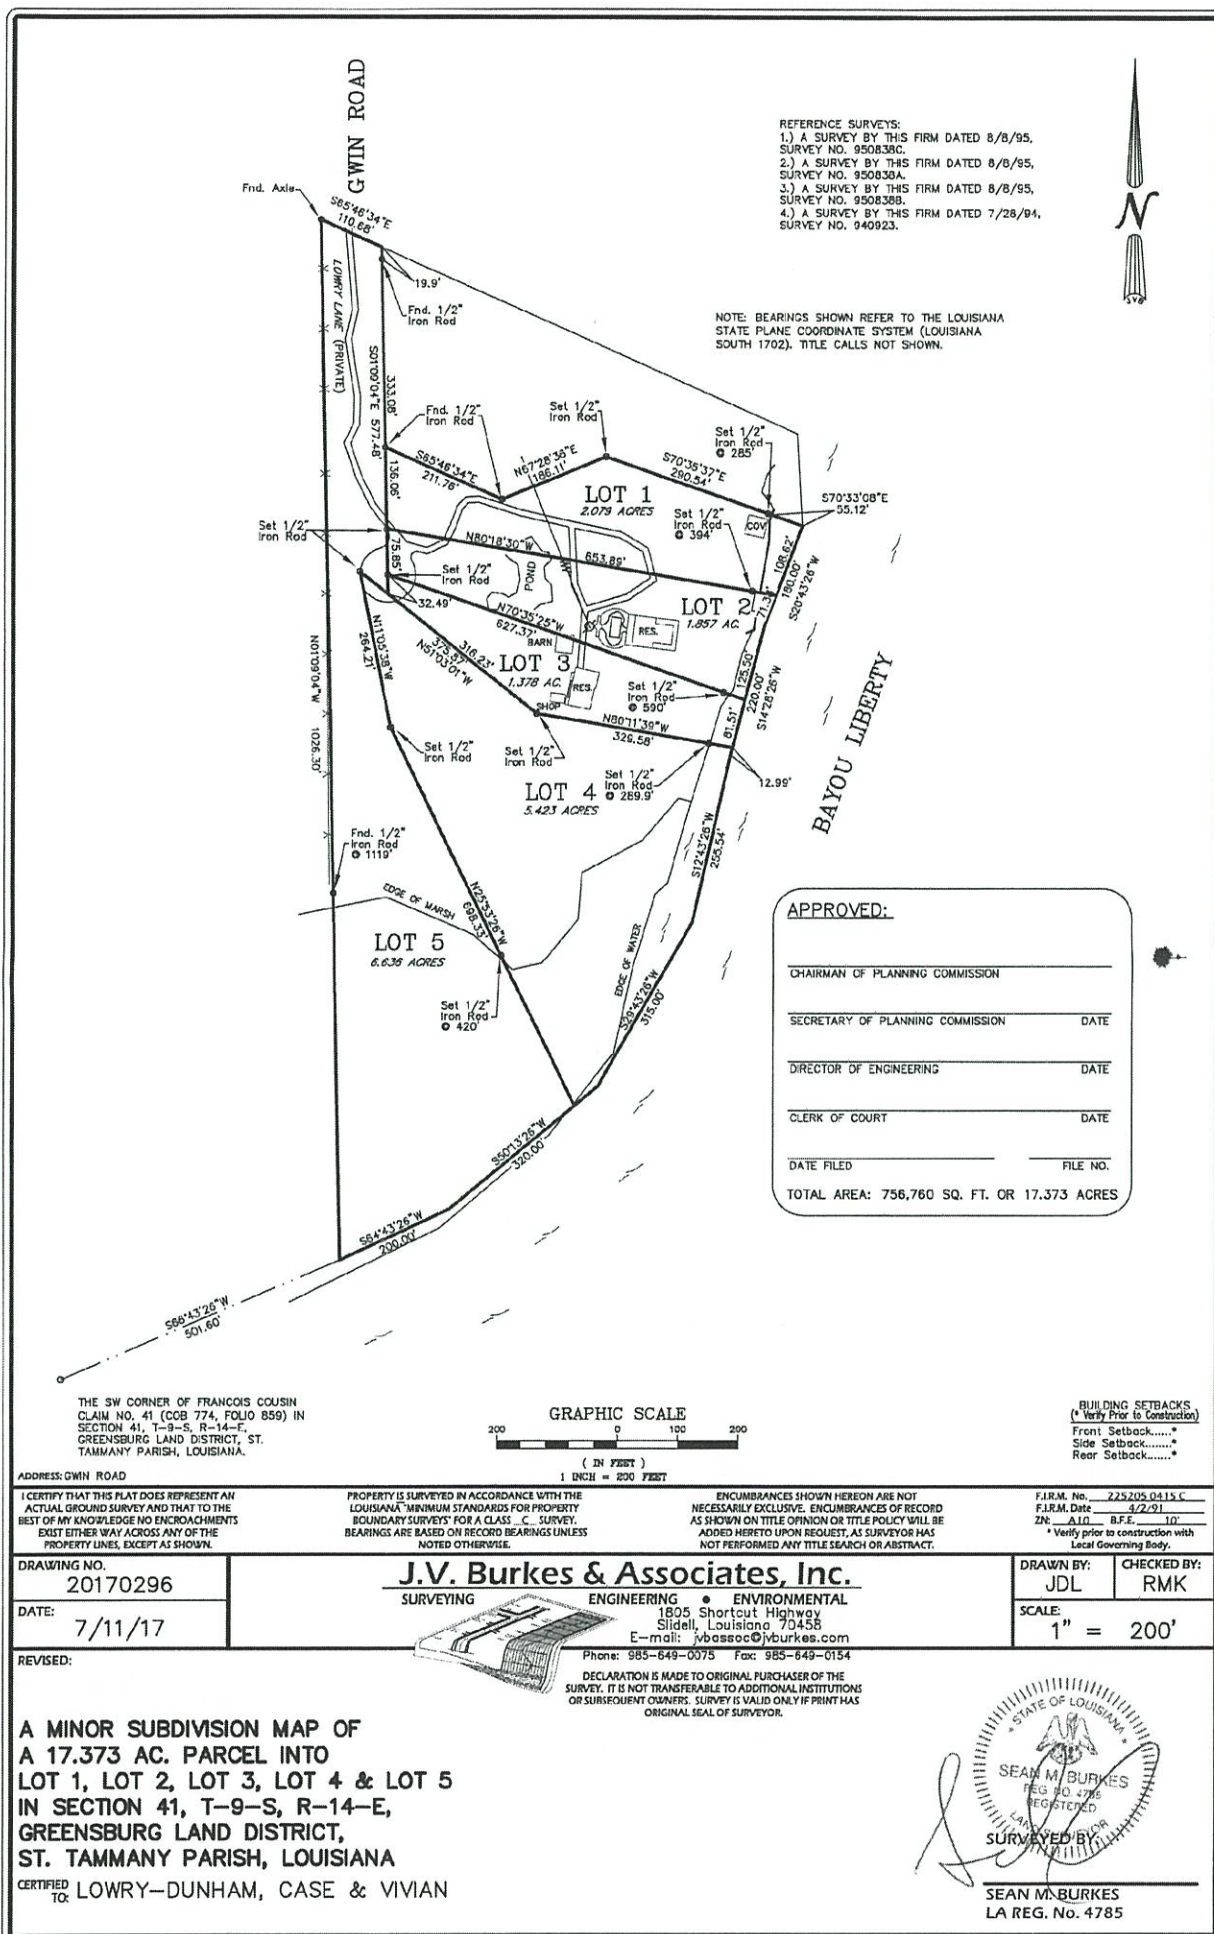 GWIN ROAD
Fnd. Axle
S65°46'34"E
110.68'
19.9'
Fnd. 1/2"
Iron Rod
LOWRY LANE (PRIVATE)
S01°09'04"E 577.48'
333.08'
REFERENCE SURVEYS:
1.) A SURVEY BY THIS FIRM DATED 8/8/95,
SURVEY NO. 950838C.
2.) A SURVEY BY THIS FIRM DATED 8/8/95,
SURVEY NO. 950838A.
3.) A SURVEY BY THIS FIRM DATED 8/8/95,
SURVEY NO. 950838B.
4.) A SURVEY BY THIS FIRM DATED 7/28/94,
SURVEY NO. 940923.
N
NOTE: BEARINGS SHOWN REFER TO THE LOUISIANA
STATE PLANE COORDINATE SYSTEM (LOUISIANA
SOUTH 1702). TITLE CALLS NOT SHOWN.
Fnd. 1/2"
Iron Rod
Set 1/2"
Iron Rod
Set 1/2"
Iron Rod
@ 285'
S65°46'34"E
211.76'
N67°28'36"E
186.11'
S70°35'37"E
290.54'
S70°33'08"E
55.12'
136.06'
LOT 1
2.079 ACRES
Set 1/2"
Iron Rod
@ 394'
COV.
Set 1/2"
Iron Rod
N80°18'30"W
653.89'
108.62'
180.00'
S20°43'26"W
75.85'
Set 1/2"
Iron Rod
POND
71.38'
32.49'
N70°35'25"W
627.37'
LOT 2
1.857 AC.
RES.
BARN
N11°05'38"W
264.21'
316.23'
375.87'
N51°03'01"W
LOT 3
1.378 AC.
RES.
SHOP
Set 1/2"
Iron Rod
@ 590'
125.50'
220.00'
S14°28'26"W
81.51'
N01°09'04"W 1026.30'
N80°11'39"W
329.58'
Set 1/2"
Iron Rod
Set 1/2"
Iron Rod
Set 1/2"
Iron Rod
@ 289.9'
12.99'
BAYOU LIBERTY
LOT 4
5.423 ACRES
S12°43'26"W
255.54'
Fnd. 1/2"
Iron Rod
@ 1119'
EDGE OF MARSH
N25°53'26"W
698.33'
LOT 5
6.636 ACRES
EDGE OF WATER
Set 1/2"
Iron Rod
@ 420'
S29°43'26"W
315.00'
S50°13'26"W
320.00'
S64°43'26"W
200.00'
S66°43'26"W
501.60'
APPROVED:
CHAIRMAN OF PLANNING COMMISSION
SECRETARY OF PLANNING COMMISSION DATE
DIRECTOR OF ENGINEERING DATE
CLERK OF COURT DATE
DATE FILED FILE NO.
TOTAL AREA: 756,760 SQ. FT. OR 17.373 ACRES
THE SW CORNER OF FRANCOIS COUSIN
CLAIM NO. 41 (COB 774, FOLIO 859) IN
SECTION 41, T-9-S, R-14-E,
GREENSBURG LAND DISTRICT, ST.
TAMMANY PARISH, LOUISIANA.
GRAPHIC SCALE
200 0 100 200
( IN FEET )
1 INCH = 200 FEET
BUILDING SETBACKS
(* Verify Prior to Construction)
Front Setback......*
Side Setback.......*
Rear Setback.......*
ADDRESS: GWIN ROAD
I CERTIFY THAT THIS PLAT DOES REPRESENT AN
ACTUAL GROUND SURVEY AND THAT TO THE
BEST OF MY KNOWLEDGE NO ENCROACHMENTS
EXIST EITHER WAY ACROSS ANY OF THE
PROPERTY LINES, EXCEPT AS SHOWN.
PROPERTY IS SURVEYED IN ACCORDANCE WITH THE
LOUISIANA "MINIMUM STANDARDS FOR PROPERTY
BOUNDARY SURVEYS" FOR A CLASS C SURVEY.
BEARINGS ARE BASED ON RECORD BEARINGS UNLESS
NOTED OTHERWISE.
ENCUMBRANCES SHOWN HEREON ARE NOT
NECESSARILY EXCLUSIVE. ENCUMBRANCES OF RECORD
AS SHOWN ON TITLE OPINION OR TITLE POLICY WILL BE
ADDED HERETO UPON REQUEST, AS SURVEYOR HAS
NOT PERFORMED ANY TITLE SEARCH OR ABSTRACT.
F.I.R.M. No. 225205 0415 C
F.I.R.M. Date 4/2/91
ZN: A10 B.F.E. 10'
* Verify prior to construction with
Local Governing Body.
DRAWING NO.
20170296
DATE:
7/11/17
J.V. Burkes & Associates, Inc.
SURVEYING ENGINEERING • ENVIRONMENTAL
1805 Shortcut Highway
Slidell, Louisiana 70458
E-mail: jvbassoc@jvburkes.com
Phone: 985-649-0075 Fax: 985-649-0154
DRAWN BY:
JDL
CHECKED BY:
RMK
SCALE:
1" = 200'
REVISED:
DECLARATION IS MADE TO ORIGINAL PURCHASER OF THE
SURVEY. IT IS NOT TRANSFERABLE TO ADDITIONAL INSTITUTIONS
OR SUBSEQUENT OWNERS. SURVEY IS VALID ONLY IF PRINT HAS
ORIGINAL SEAL OF SURVEYOR.
A MINOR SUBDIVISION MAP OF
A 17.373 AC. PARCEL INTO
LOT 1, LOT 2, LOT 3, LOT 4 & LOT 5
IN SECTION 41, T-9-S, R-14-E,
GREENSBURG LAND DISTRICT,
ST. TAMMANY PARISH, LOUISIANA
CERTIFIED TO: LOWRY-DUNHAM, CASE & VIVIAN
STATE OF LOUISIANA
SEAN M. BURKES
REG. NO. 4785
REGISTERED
LAND SURVEYOR
SURVEYED BY:
SEAN M. BURKES
LA REG. No. 4785